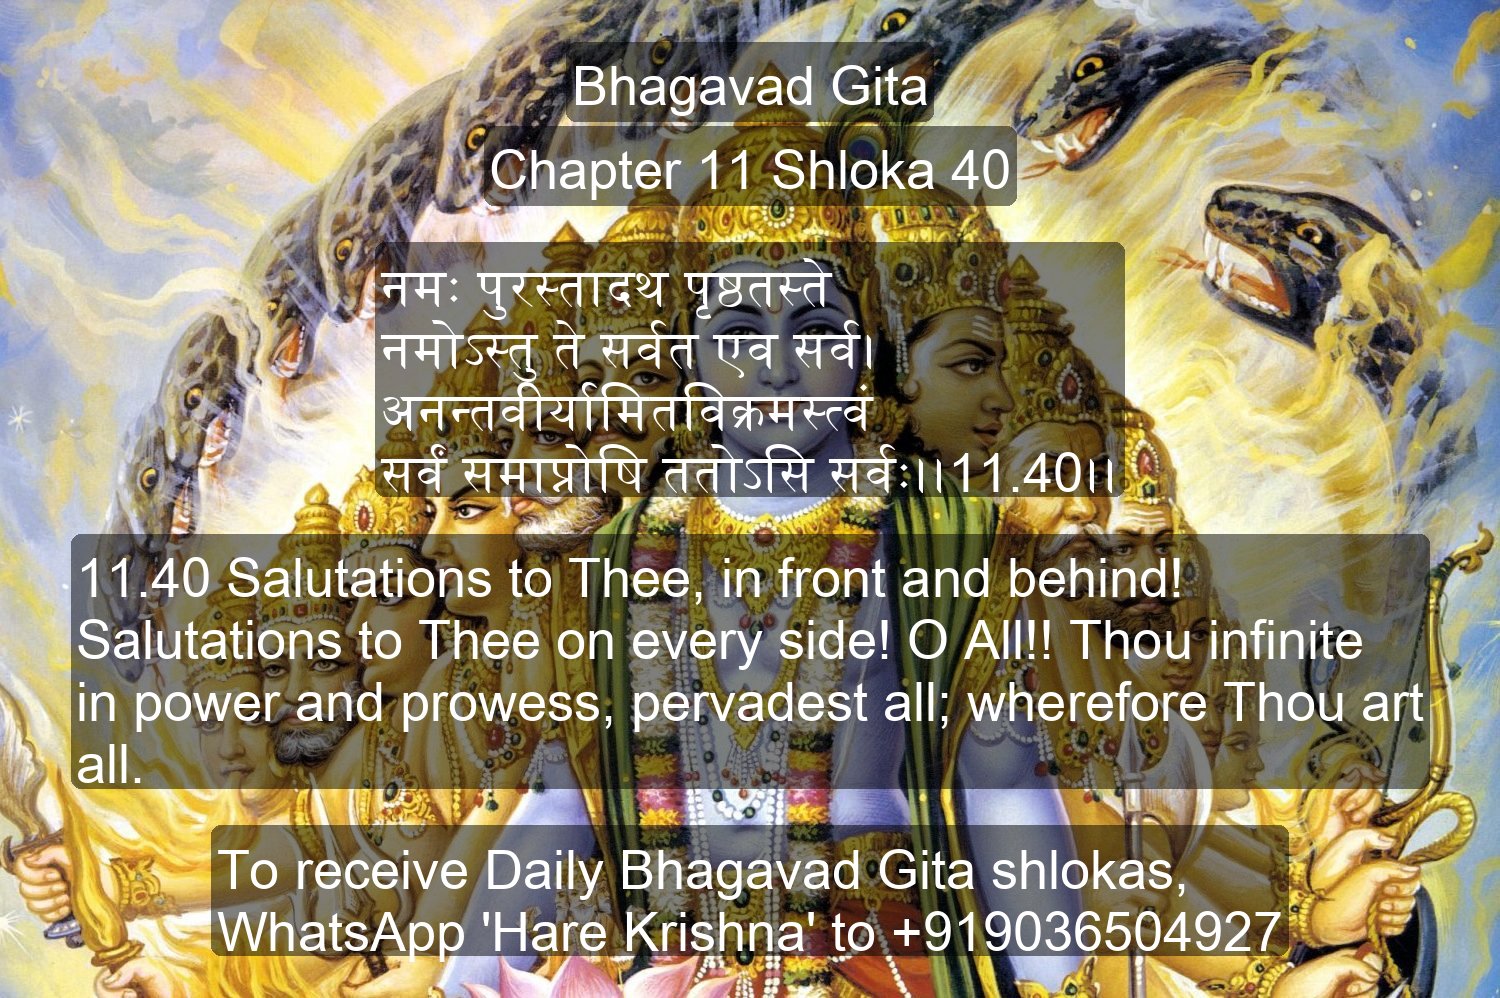 Bhagavad Gita
Chapter 11 Shloka 40
नमः पुरस्तादथ पृष्ठतस्ते
नमोऽस्तु ते सर्वत एव सर्व।
अनन्तवीर्यामितविक्रमस्त्वं
सर्वं समाप्नोषि ततोऽसि सर्वः।।11.40।।
11.40 Salutations to Thee, in front and behind!
Salutations to Thee on every side! O All!! Thou infinite
in power and prowess, pervadest all; wherefore Thou art
all.
To receive Daily Bhagavad Gita shlokas,
WhatsApp 'Hare Krishna' to +919036504927